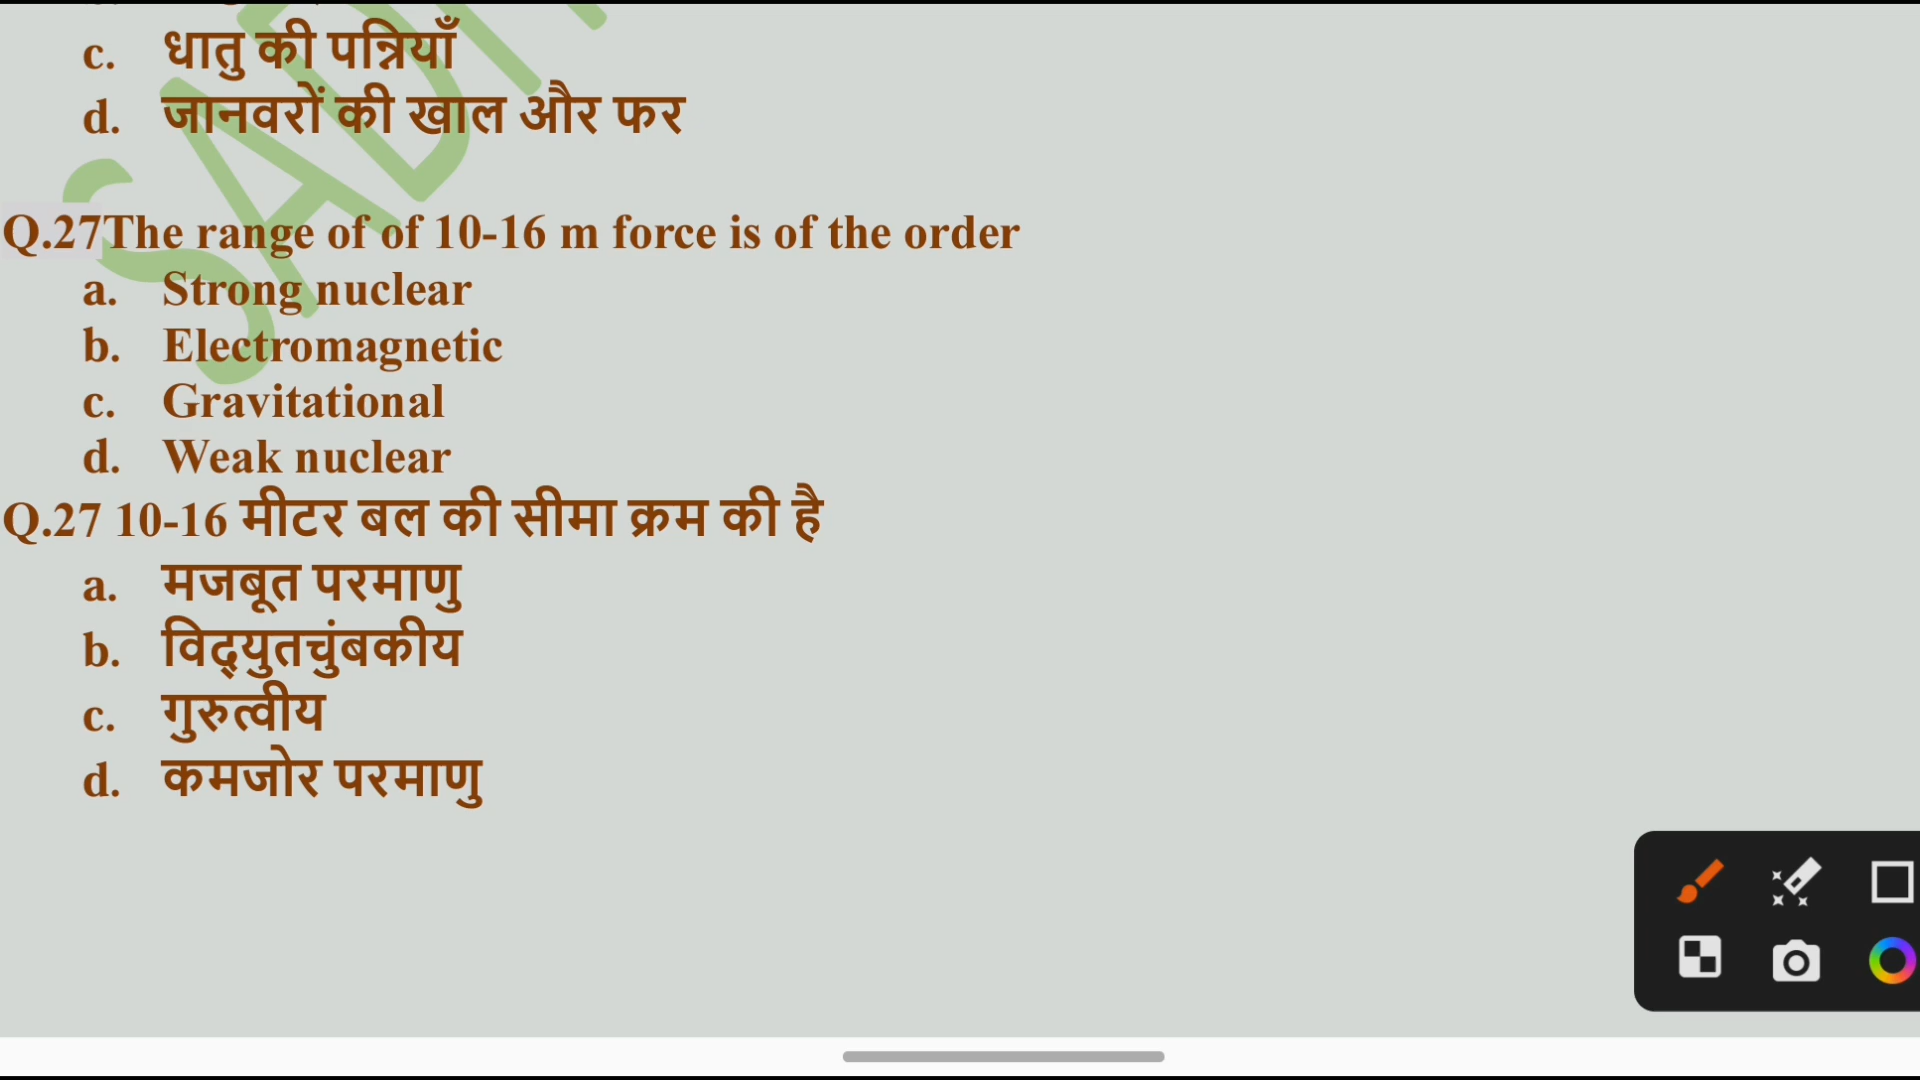 c. धातु की पन्नियाँ
d. जानवरों की खाल और फर
Q.27The range of of 10-16 m force is of the order
a. Strong nuclear
b. Electromagnetic
c. Gravitational
d. Weak nuclear
Q.27 10-16 मीटर बल की सीमा क्रम की है
a. मजबूत परमाणु
b. विद्युतचुंबकीय
c. गुरुत्वीय
d. कमजोर परमाणु